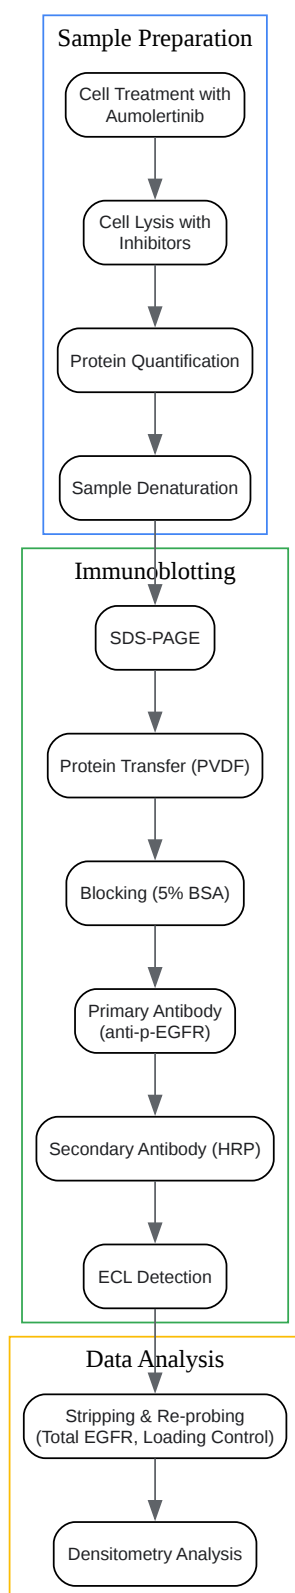 Sample Preparation
Cell Treatment with
Aumolertinib
Cell Lysis with
Inhibitors
Protein Quantification
Sample Denaturation
Immunoblotting
SDS-PAGE
Protein Transfer (PVDF)
Blocking (5% BSA)
Primary Antibody
(anti-p-EGFR)
Secondary Antibody (HRP)
ECL Detection
Data Analysis
Stripping & Re-probing
(Total EGFR, Loading Control)
Densitometry Analysis